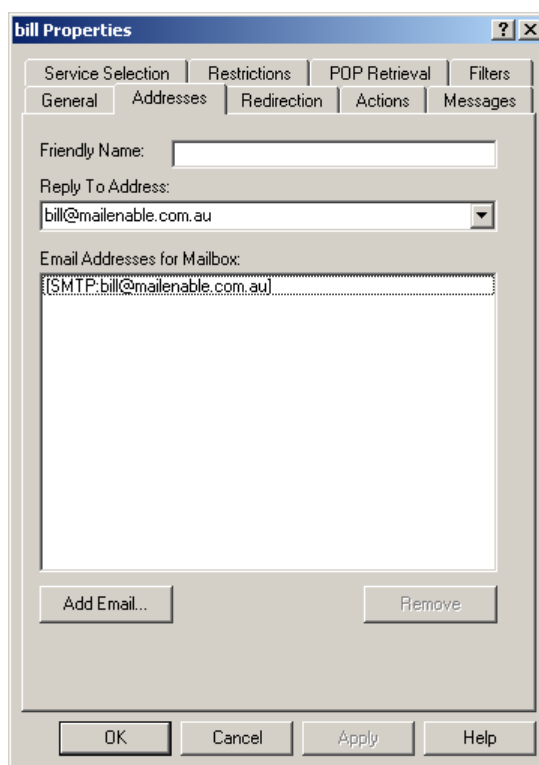 bill Properties
Service Selection Restrictions POP Retrieval Filters
General Addresses Redirection Actions Messages
Friendly Name:
Reply To Address:
bill@mailenable.com.au
Email Addresses for Mailbox:
[SMTP:bill@mailenable.com.au]
Add Email... Remove
OK Cancel Apply Help